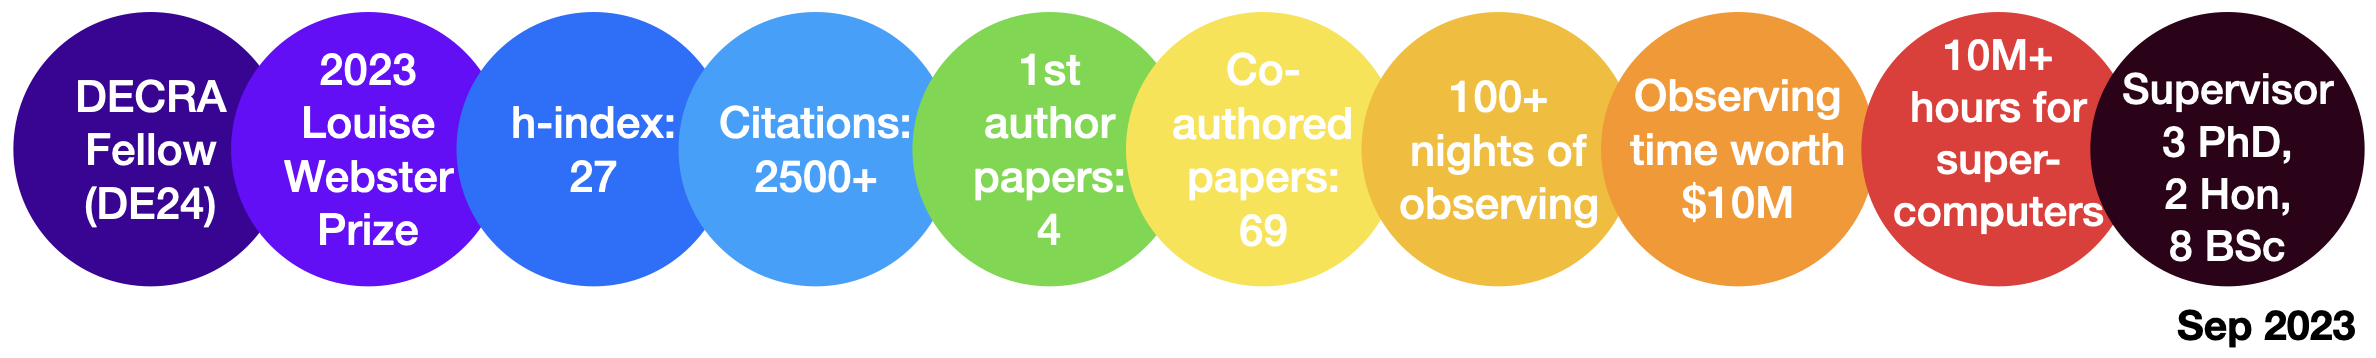 DECRA
Fellow
(DE24)
2023
Louise
Webster
Prize
h-index:
27
Citations:
2500+
1st
author
papers:
4
Co-
authored
papers:
69
100+
nights of
observing
Observing
time worth
$10M
10M+
hours for
super-
computers
Supervisor
3 PhD,
2 Hon,
8 BSc
Sep 2023